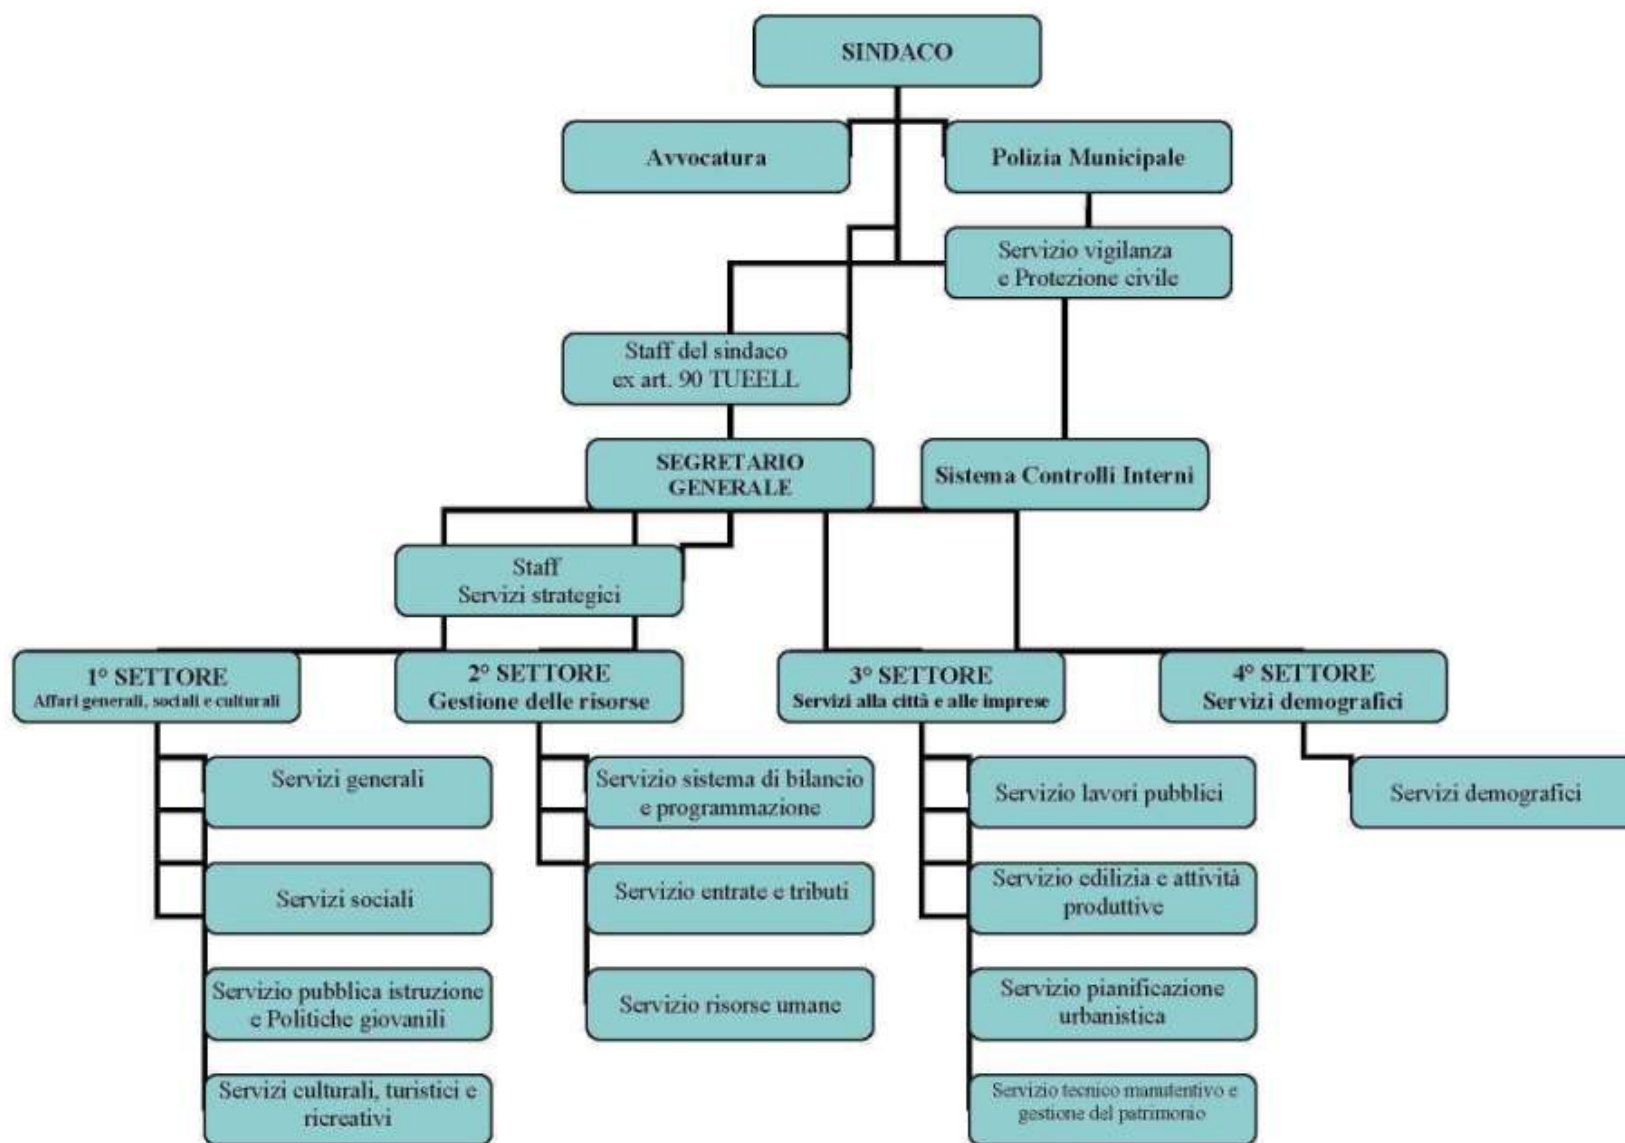 SINDACO
Avvocatura
Polizia Municipale
Servizio vigilanza
e Protezione civile
Staff del sindaco
ex art. 90 TUEELL
SEGRETARIO
GENERALE
Sistema Controlli Interni
Staff
Servizi strategici
1° SETTORE
Affari generali, sociali e culturali
2° SETTORE
Gestione delle risorse
3° SETTORE
Servizi alla città e alle imprese
4° SETTORE
Servizi demografici
Servizi generali
Servizi sociali
Servizio pubblica istruzione
e Politiche giovanili
Servizi culturali, turistici e
ricreativi
Servizio sistema di bilancio
e programmazione
Servizio entrate e tributi
Servizio risorse umane
Servizio lavori pubblici
Servizio edilizia e attività
produttive
Servizio pianificazione
urbanistica
Servizio tecnico manutentivo e
gestione del patrimonio
Servizi demografici